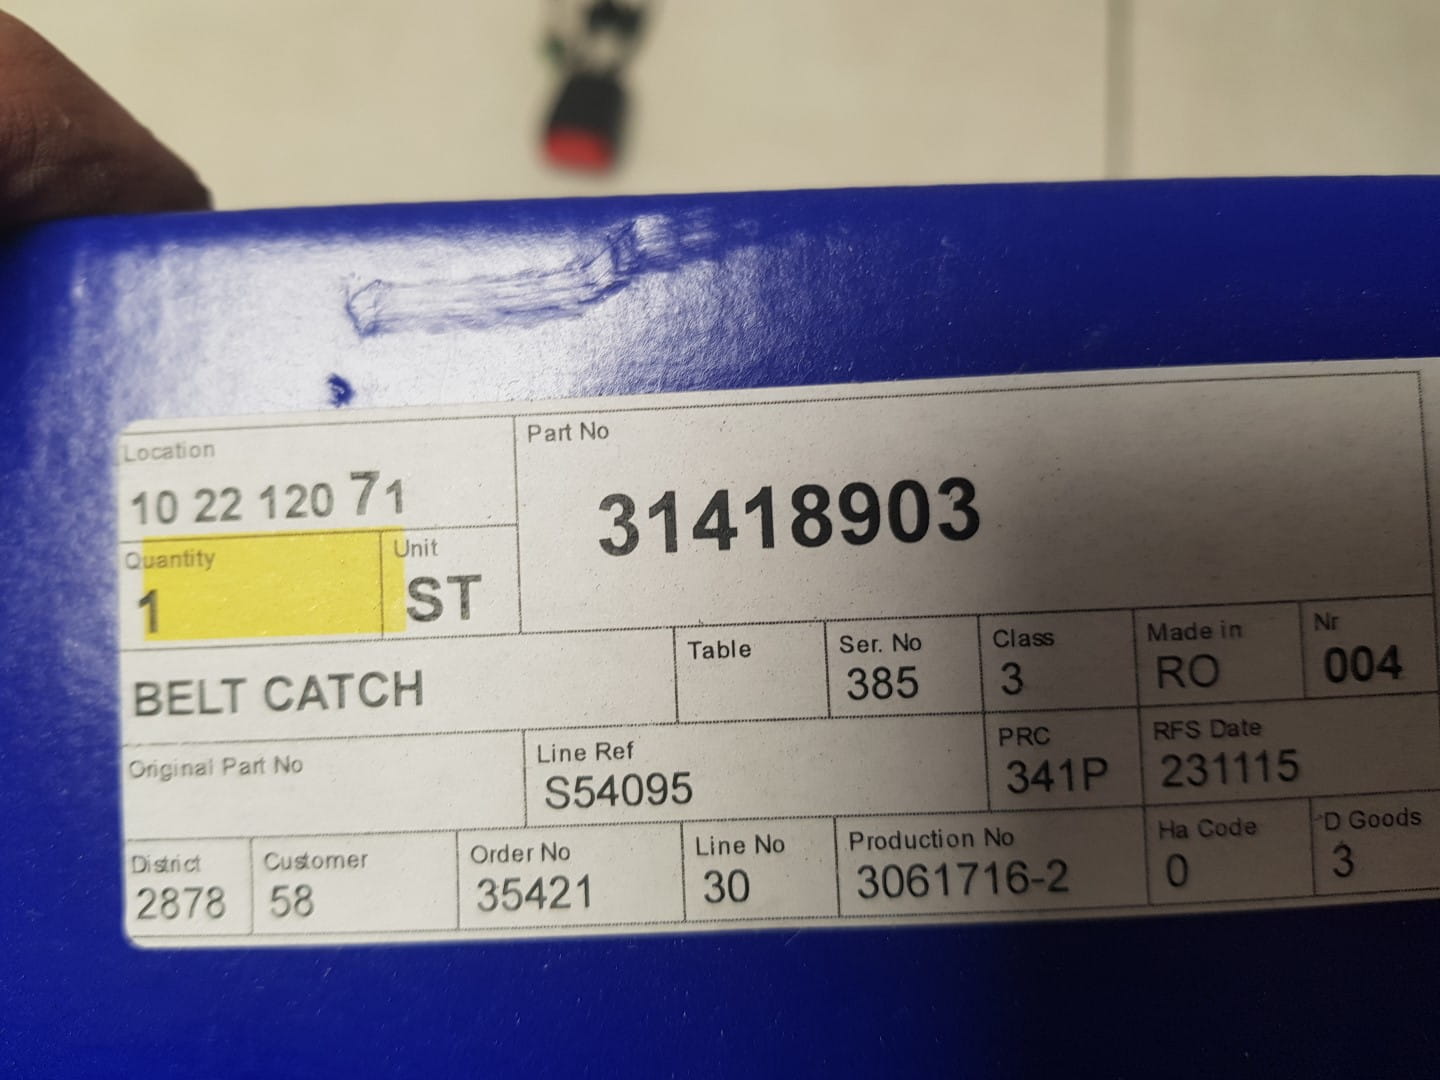 Location
10 22 120 71
Part No
31418903
Quantity
1
Unit
ST
BELT CATCH
Table
Ser. No
385
Class
3
Made in
RO
Nr
004
Original Part No
Line Ref
S54095
PRC
341P
RFS Date
231115
District
2878
Customer
58
Order No
35421
Line No
30
Production No
3061716-2
Ha Code
0
D Goods
3